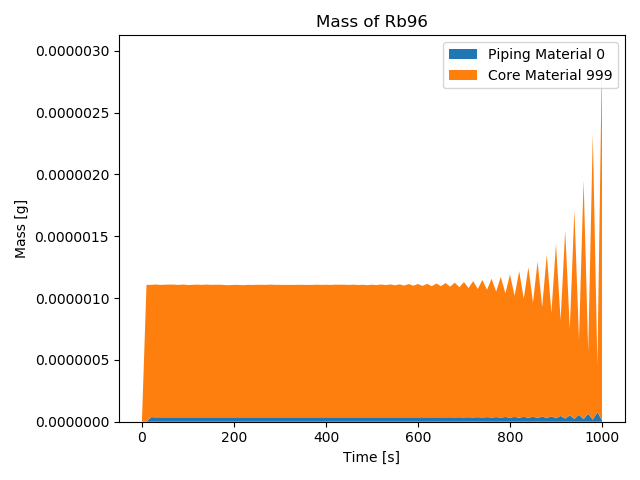 Mass of Rb96
Piping Material 0
Core Material 999
Mass [g]
0.0000030
0.0000025
0.0000020
0.0000015
0.0000010
0.0000005
0.0000000
0 200 400 600 800 1000
Time [s]